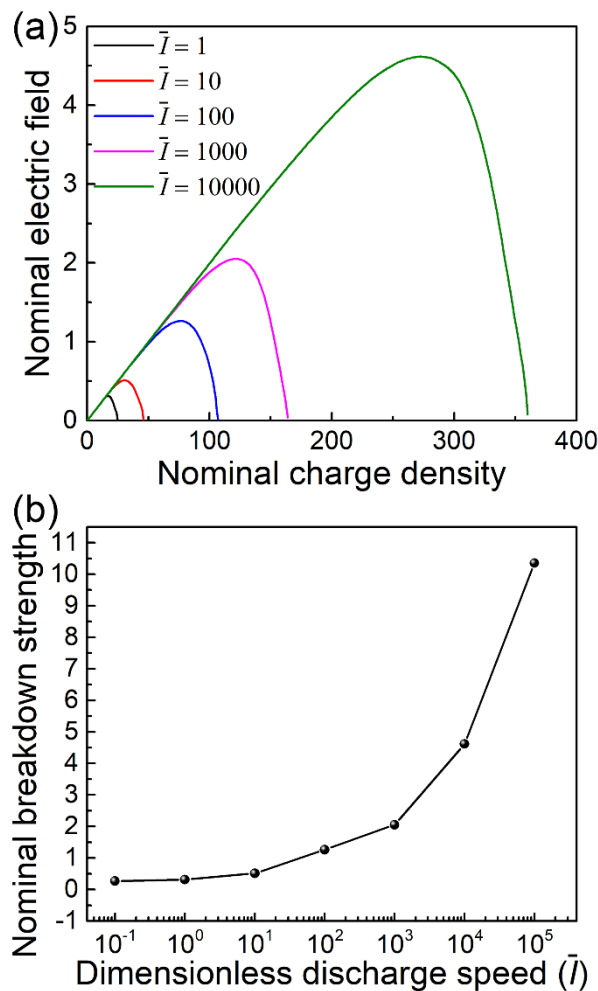 (a)
Ī = 1
Ī = 10
Ī = 100
Ī = 1000
Ī = 10000
5
4
3
2
1
0
Nominal electric field
0 100 200 300 400
Nominal charge density
(b)
11
10
9
8
7
6
5
4
3
2
1
0
-1
Nominal breakdown strength
10⁻¹ 10⁰ 10¹ 10² 10³ 10⁴ 10⁵
Dimensionless discharge speed (Ī)